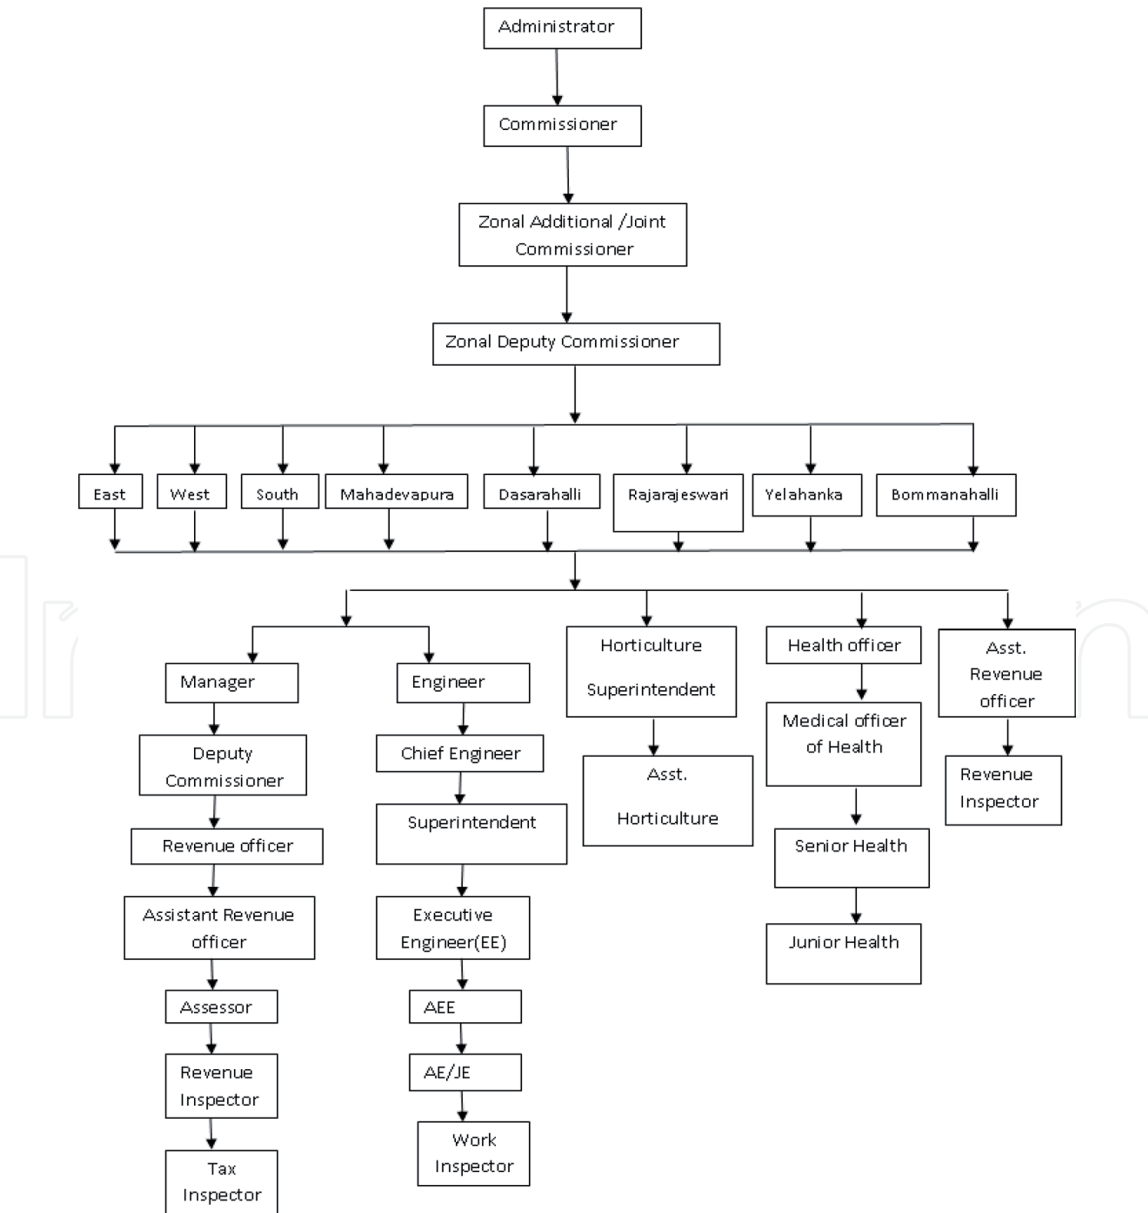 Administrator
Commissioner
Zonal Additional /Joint
Commissioner
Zonal Deputy Commissioner
East
West
South
Mahadevapura
Dasarahalli
Rajarajeswari
Yelahanka
Bommanahalli
Manager
Deputy
Commissioner
Revenue officer
Assistant Revenue
officer
Assessor
Revenue
Inspector
Tax
Inspector
Engineer
Chief Engineer
Superintendent
Executive
Engineer(EE)
AEE
AE/JE
Work
Inspector
Horticulture
Superintendent
Asst.
Horticulture
Health officer
Medical officer
of Health
Senior Health
Junior Health
Asst.
Revenue
officer
Revenue
Inspector